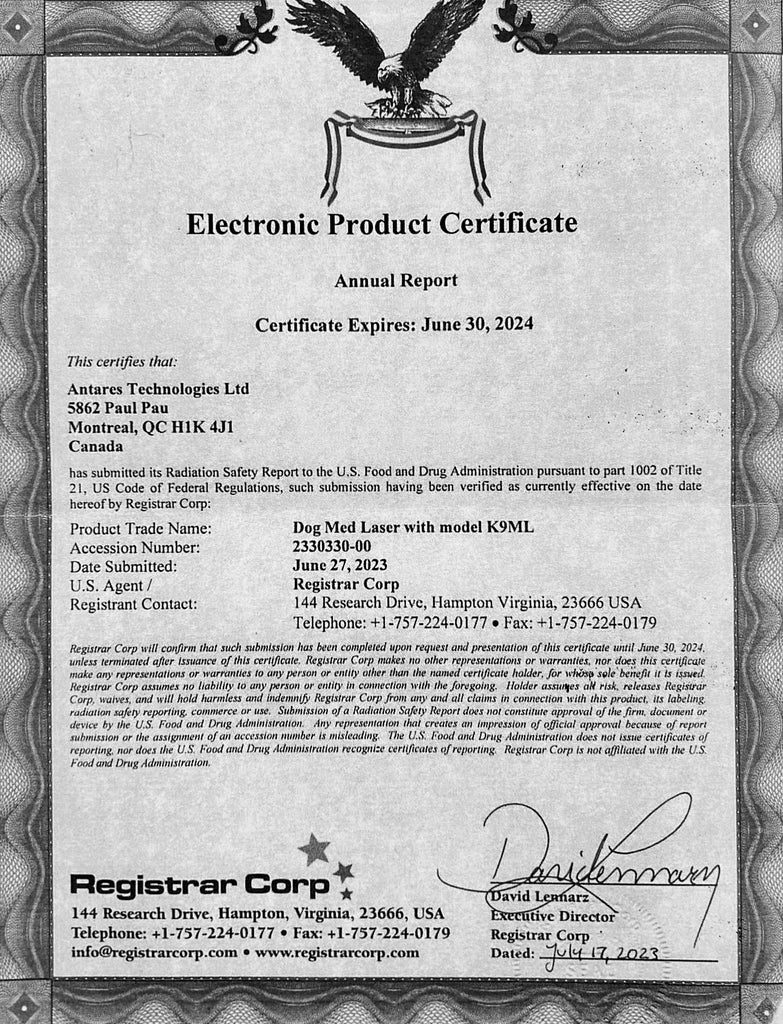 Electronic Product Certificate
Annual Report
Certificate Expires: June 30, 2024
This certifies that:
Antares Technologies Ltd
5862 Paul Pau
Montreal, QC H1K 4J1
Canada
has submitted its Radiation Safety Report to the U.S. Food and Drug Administration pursuant to part 1002 of Title
21, US Code of Federal Regulations, such submission having been verified as currently effective on the date
hereof by Registrar Corp:
Product Trade Name: Dog Med Laser with model K9ML
Accession Number: 2330330-00
Date Submitted: June 27, 2023
U.S. Agent / Registrar Corp
Registrant Contact: 144 Research Drive, Hampton Virginia, 23666 USA
Telephone: +1-757-224-0177 • Fax: +1-757-224-0179
Registrar Corp will confirm that such submission has been completed upon request and presentation of this certificate until June 30, 2024,
unless terminated after issuance of this certificate. Registrar Corp makes no other representations or warranties, nor does this certificate
make any representations or warranties to any person or entity other than the named certificate holder, for whose sole benefit it is issued.
Registrar Corp assumes no liability to any person or entity in connection with the foregoing. Holder assumes all risk, releases Registrar
Corp, waives, and will hold harmless and indemnify Registrar Corp from any and all claims in connection with this product, its labeling,
radiation safety reporting, commerce or use. Submission of a Radiation Safety Report does not constitute approval of the firm, document or
device by the U.S. Food and Drug Administration. Any representation that creates an impression of official approval because of report
submission or the assignment of an accession number is misleading. The U.S. Food and Drug Administration does not issue certificates of
reporting, nor does the U.S. Food and Drug Administration recognize certificates of reporting. Registrar Corp is not affiliated with the U.S.
Food and Drug Administration.
Registrar Corp
144 Research Drive, Hampton, Virginia, 23666, USA
Telephone: +1-757-224-0177 • Fax: +1-757-224-0179
info@registrarcorp.com • www.registrarcorp.com
David Lennarz
David Lennarz
Executive Director
Registrar Corp
Dated: July 17, 2023